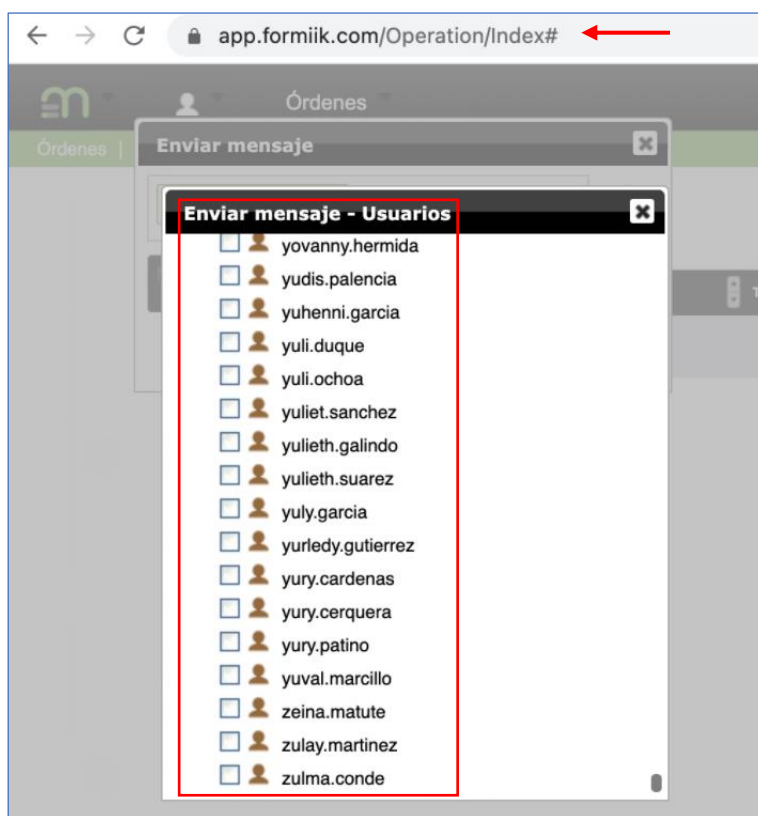 app.formiik.com/Operation/Index#
Órdenes
Órdenes |
Enviar mensaje
Enviar mensaje - Usuarios
yovanny.hermida
yudis.palencia
yuhenni.garcia
yuli.duque
yuli.ochoa
yuliet.sanchez
yulieth.galindo
yulieth.suarez
yuly.garcia
yurledy.gutierrez
yury.cardenas
yury.cerquera
yury.patino
yuval.marcillo
zeina.matute
zulay.martinez
zulma.conde